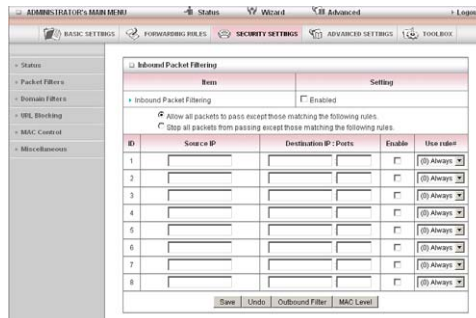 ADMINISTRATOR's MAIN MENU Status Wizard Advanced Logout
BASIC SETTINGS FORWARDING RULES SECURITY SETTINGS ADVANCED SETTINGS TOOLBOX
Status
Packet Filters
Domain Filters
URL Blocking
MAC Control
Miscellaneous
Inbound Packet Filtering
Item Setting
Inbound Packet Filtering Enabled
Allow all packets to pass except those matching the following rules.
Stop all packets from passing except those matching the following rules.
ID Source IP Destination IP : Ports Enable Use rule#
1 (0) Always
2 (0) Always
3 (0) Always
4 (0) Always
5 (0) Always
6 (0) Always
7 (0) Always
8 (0) Always
Save Undo Outbound Filter MAC Level